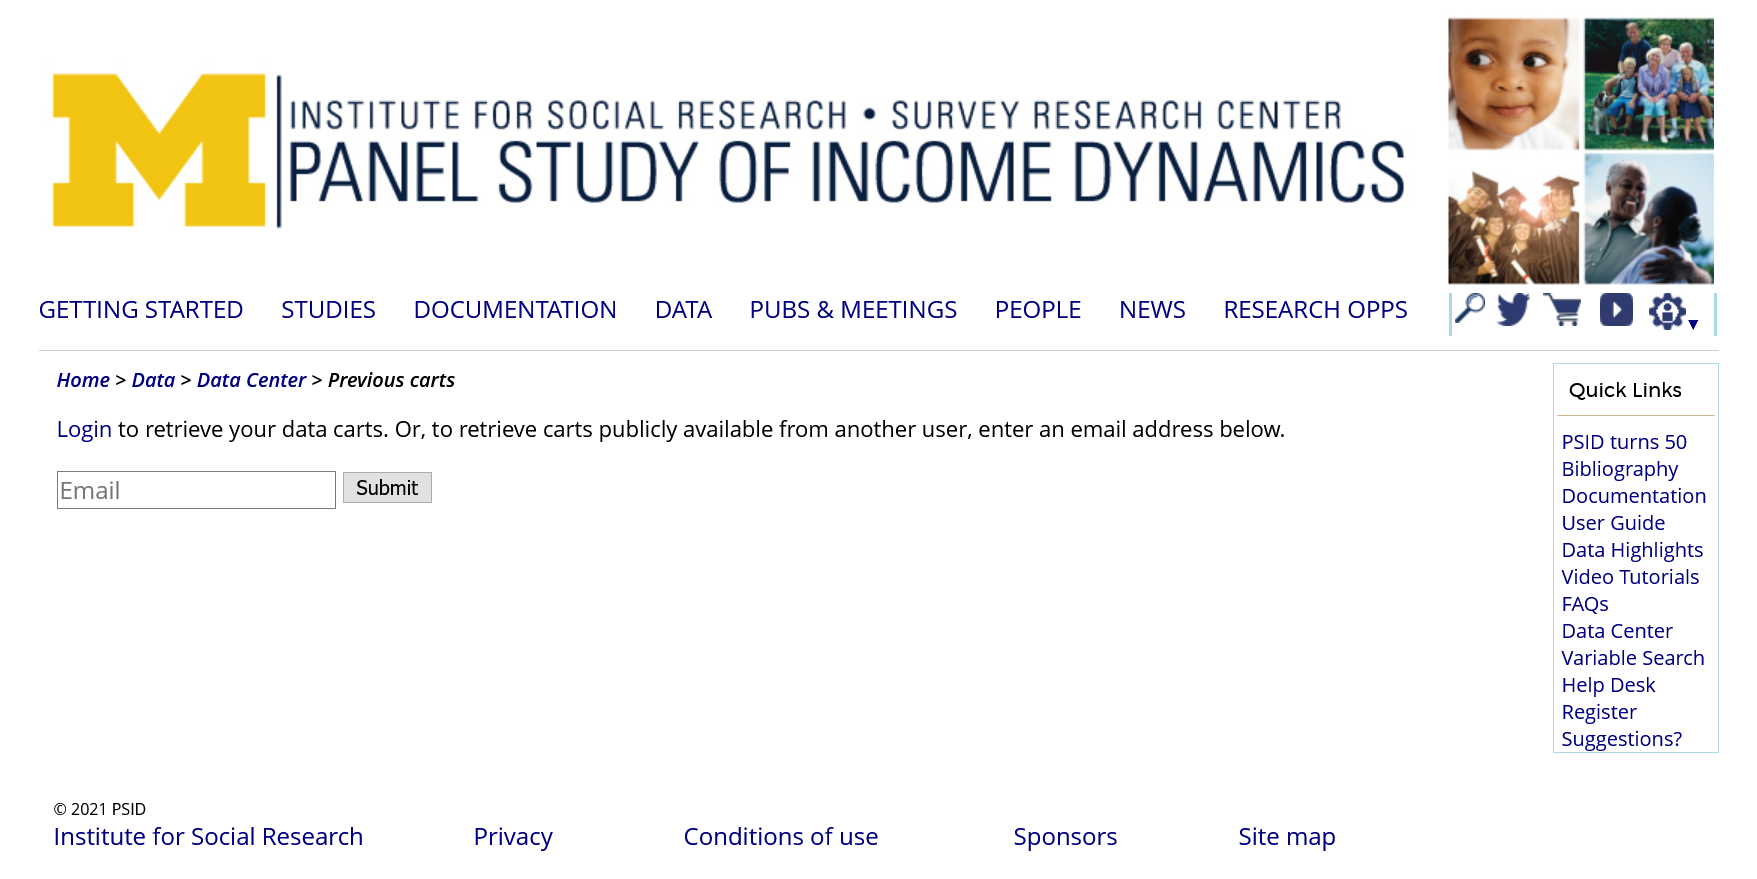 INSTITUTE FOR SOCIAL RESEARCH • SURVEY RESEARCH CENTER
PANEL STUDY OF INCOME DYNAMICS
GETTING STARTED STUDIES DOCUMENTATION DATA PUBS & MEETINGS PEOPLE NEWS RESEARCH OPPS
Home > Data > Data Center > Previous carts
Login to retrieve your data carts. Or, to retrieve carts publicly available from another user, enter an email address below.
Email Submit
Quick Links
PSID turns 50
Bibliography
Documentation
User Guide
Data Highlights
Video Tutorials
FAQs
Data Center
Variable Search
Help Desk
Register
Suggestions?
© 2021 PSID
Institute for Social Research Privacy Conditions of use Sponsors Site map